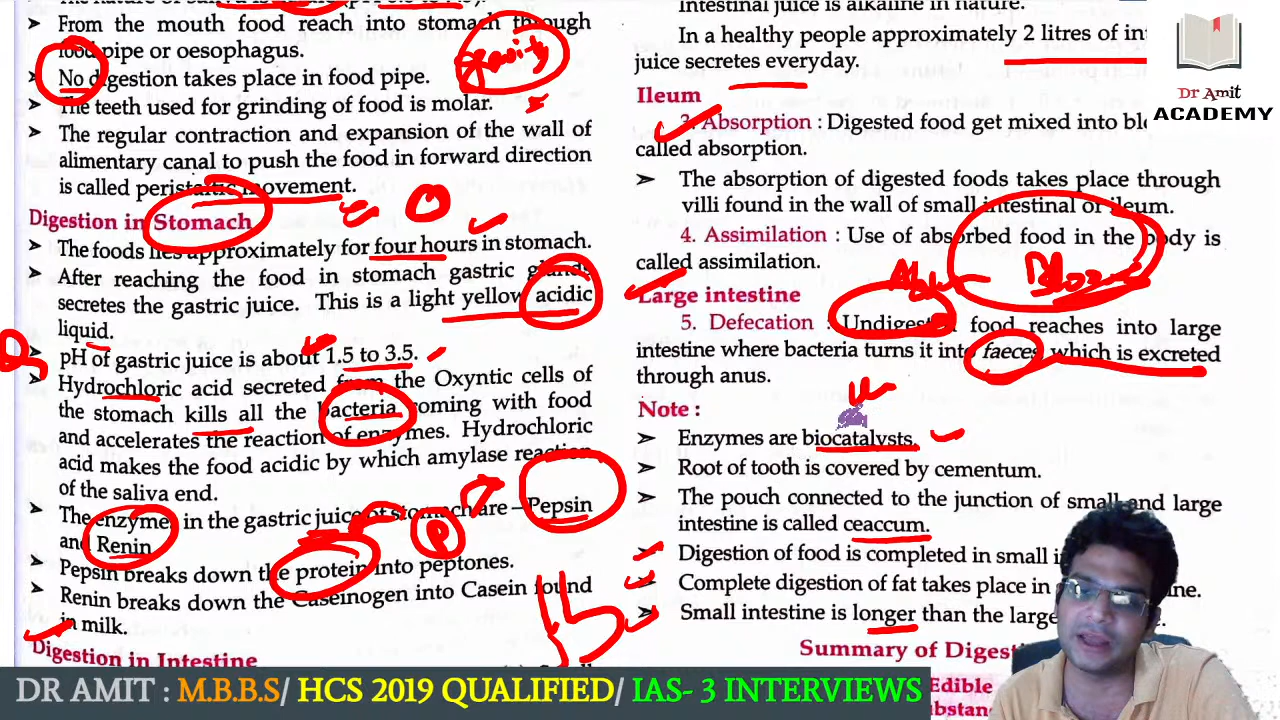 From the mouth food reach into stomach through
food pipe or oesophagus.
➤ No digestion takes place in food pipe.
➤ The teeth used for grinding of food is molar.
➤ The regular contraction and expansion of the wall of
alimentary canal to push the food in forward direction
is called peristaltic movement.
Digestion in Stomach
➤ The foods lies approximately for four hours in stomach.
➤ After reaching the food in stomach gastric glands
secretes the gastric juice. This is a light yellow acidic
liquid.
➤ pH of gastric juice is about 1.5 to 3.5.
➤ Hydrochloric acid secreted from the Oxyntic cells of
the stomach kills all the bacteria coming with food
and accelerates the reaction of enzymes. Hydrochloric
acid makes the food acidic by which amylase reaction
of the saliva end.
➤ The enzymes in the gastric juice of stomach are – Pepsin
and Renin
➤ Pepsin breaks down the protein into peptones.
➤ Renin breaks down the Caseinogen into Casein found
in milk.
Digestion in Intestine
Intestinal juice is alkaline in nature.
In a healthy people approximately 2 litres of
juice secretes everyday.
Ileum
3. Absorption : Digested food get mixed into
called absorption.
➤ The absorption of digested foods takes place through
villi found in the wall of small intestinal or ileum.
4. Assimilation : Use of absorbed food in the body is
called assimilation.
Large intestine
5. Defecation : Undigested food reaches into large
intestine where bacteria turns it into faeces which is excreted
through anus.
Note :
➤ Enzymes are biocatalysts.
➤ Root of tooth is covered by cementum.
➤ The pouch connected to the junction of small and large
intestine is called ceaccum.
➤ Digestion of food is completed in small
➤ Complete digestion of fat takes place in
➤ Small intestine is longer than the large
Summary of
Edible
Dr Amit
ACADEMY
DR AMIT : M.B.B.S/ HCS 2019 QUALIFIED/ IAS- 3 INTERVIEWS